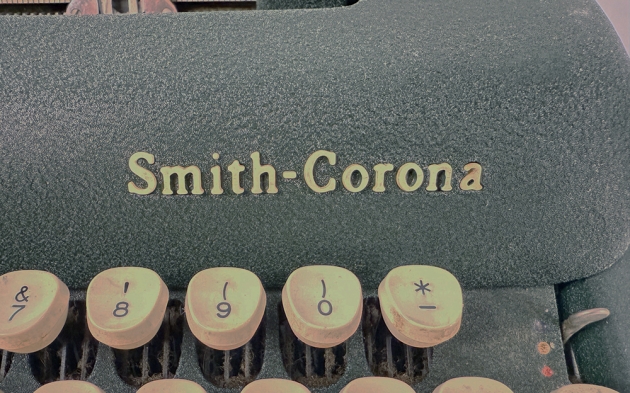 Smith-Corona
& ' ( ) *
7 8 9 0 -